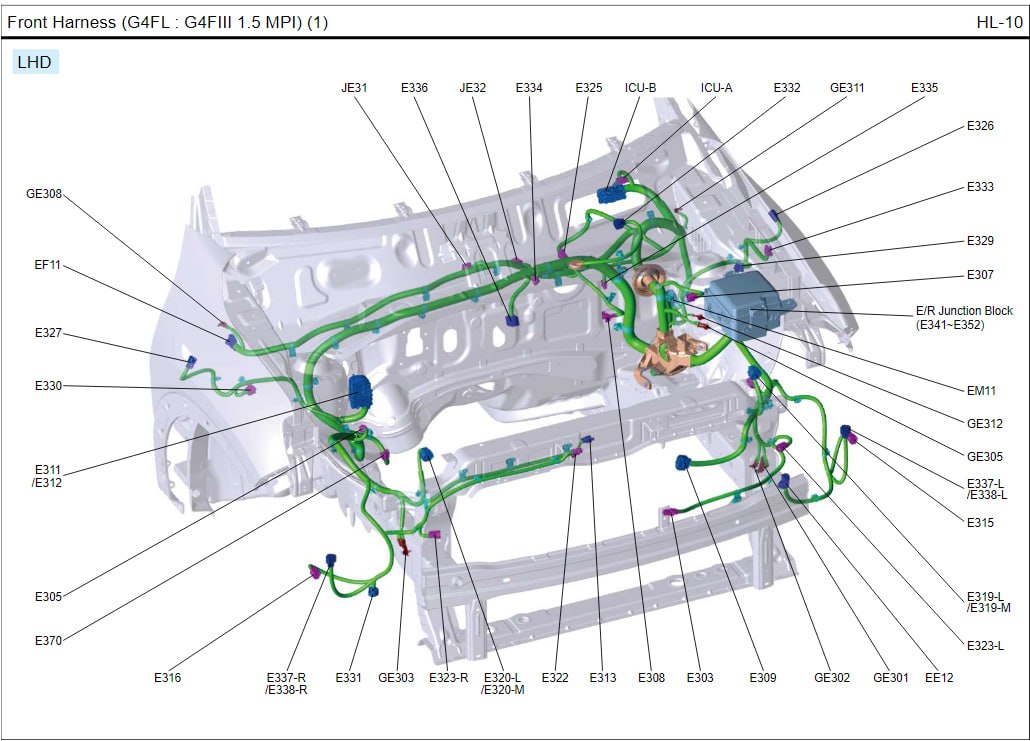 Front Harness (G4FL : G4FIII 1.5 MPI) (1)
HL-10
LHD
JE31
E336
JE32
E334
E325
ICU-B
ICU-A
E332
GE311
E335
E326
GE308
E333
E329
EF11
E307
E/R Junction Block
(E341~E352)
E327
E330
EM11
GE312
GE305
E311
/E312
E337-L
/E338-L
E315
E305
E319-L
/E319-M
E370
E323-L
E316
E337-R
/E338-R
E331
GE303
E323-R
E320-L
/E320-M
E322
E313
E308
E303
E309
GE302
GE301
EE12